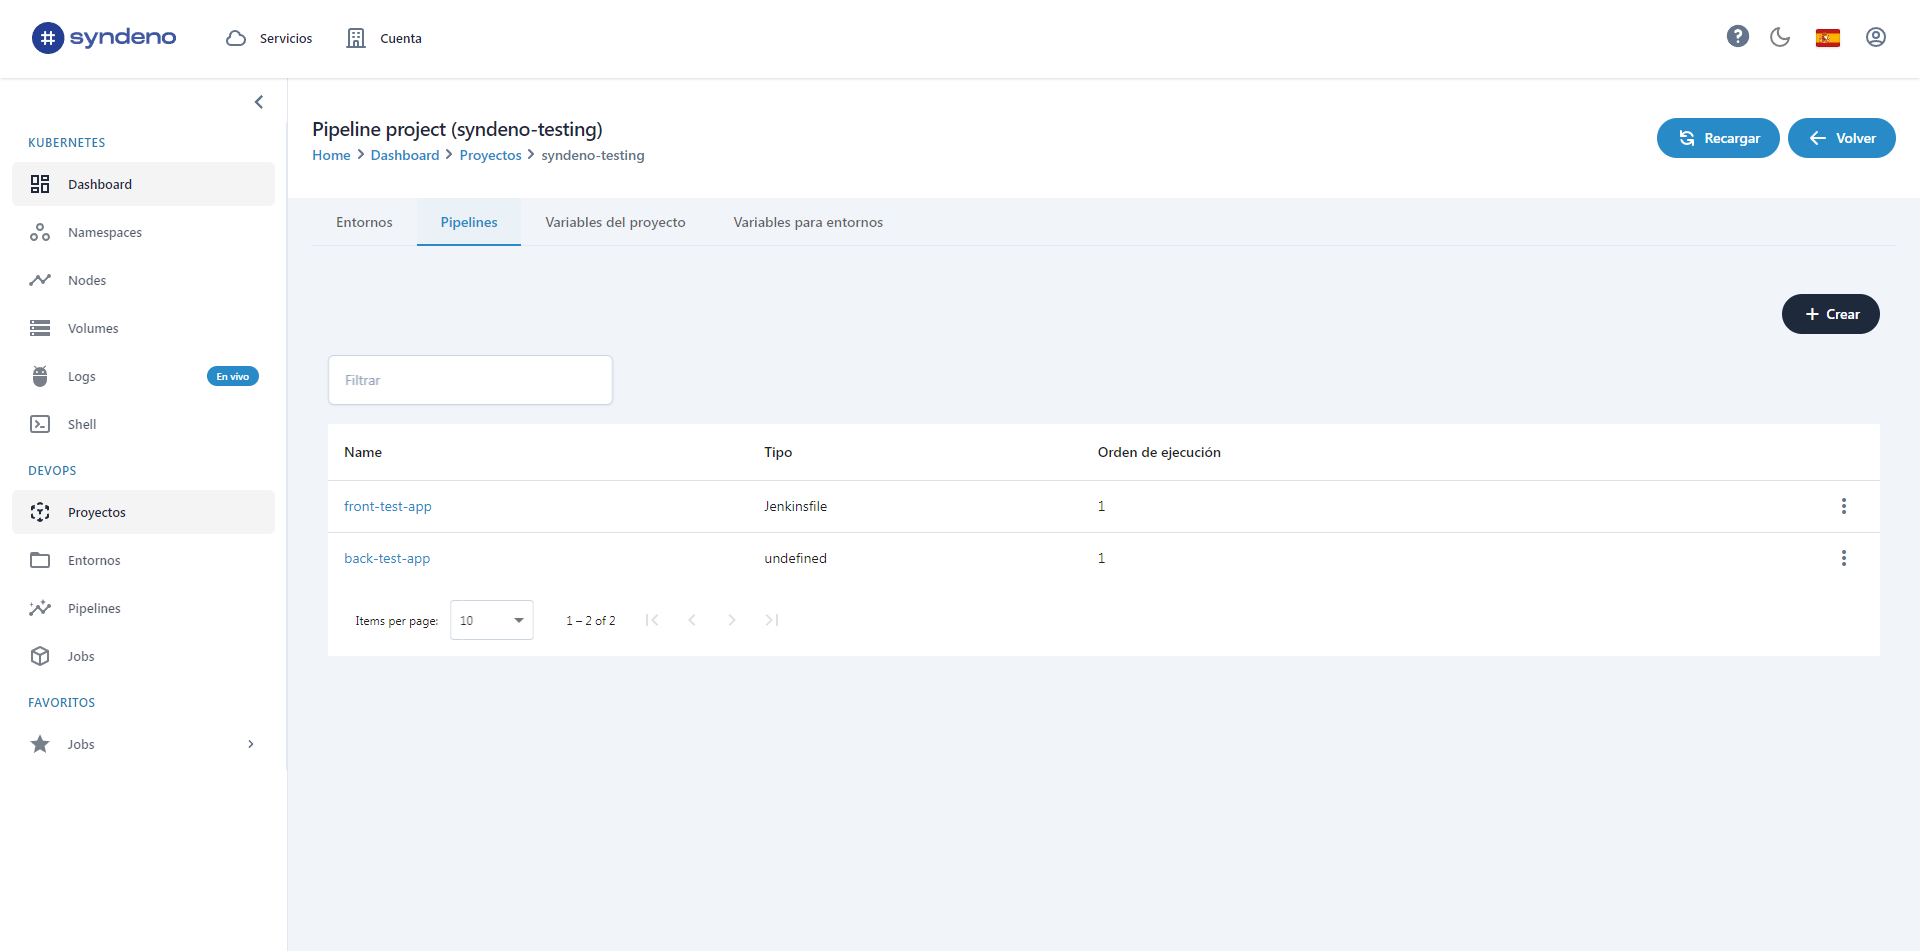 syndeno
Servicios
Cuenta
KUBERNETES
Dashboard
Namespaces
Nodes
Volumes
Logs
En vivo
Shell
DEVOPS
Proyectos
Entornos
Pipelines
Jobs
FAVORITOS
Jobs
Pipeline project (syndeno-testing)
Home > Dashboard > Proyectos > syndeno-testing
Recargar
Volver
Entornos
Pipelines
Variables del proyecto
Variables para entornos
+ Crear
Filtrar
Name Tipo Orden de ejecución
front-test-app Jenkinsfile 1
back-test-app undefined 1
Items per page: 10 1 – 2 of 2